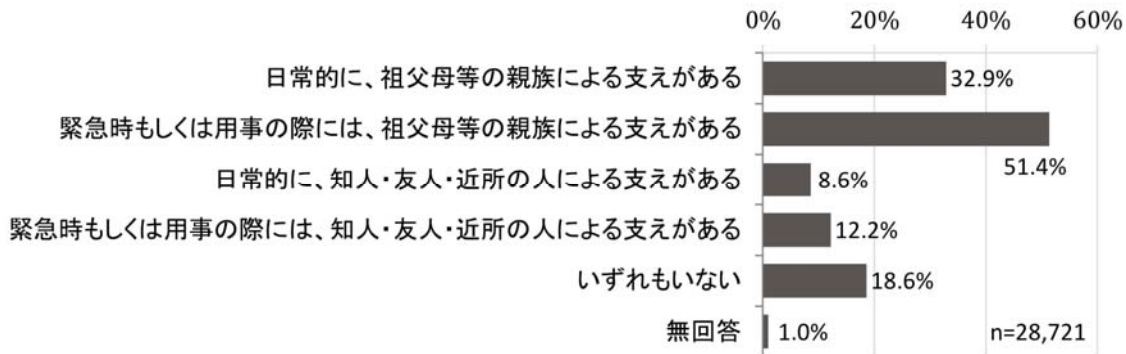 0% 20% 40% 60%
日常的に、祖父母等の親族による支えがある 32.9%
緊急時もしくは用事の際には、祖父母等の親族による支えがある 51.4%
日常的に、知人・友人・近所の人による支えがある 8.6%
緊急時もしくは用事の際には、知人・友人・近所の人による支えがある 12.2%
いずれもいない 18.6%
無回答 1.0% n=28,721